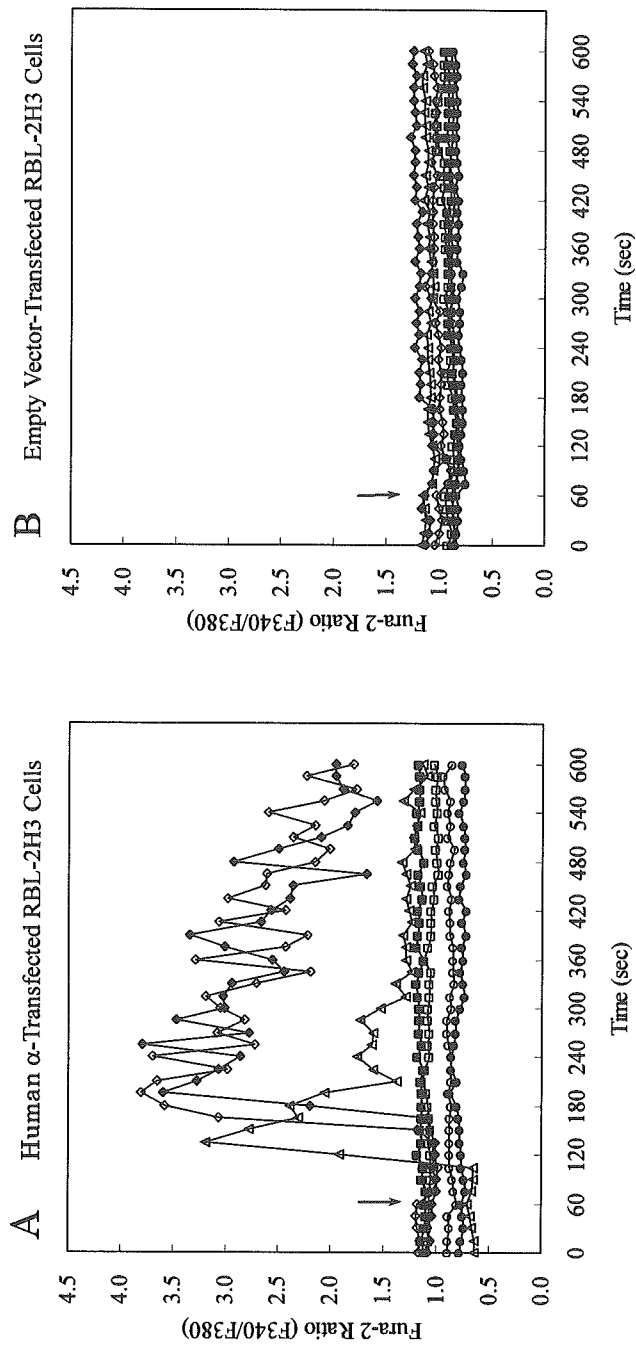 A
Human α-Transfected RBL-2H3 Cells
Fura-2 Ratio (F340/F380)
4.5
4.0
3.5
3.0
2.5
2.0
1.5
1.0
0.5
0.0
0 60 120 180 240 300 360 420 480 540 600
Time (sec)
B
Empty Vector-Transfected RBL-2H3 Cells
Fura-2 Ratio (F340/F380)
4.5
4.0
3.5
3.0
2.5
2.0
1.5
1.0
0.5
0.0
0 60 120 180 240 300 360 420 480 540 600
Time (sec)